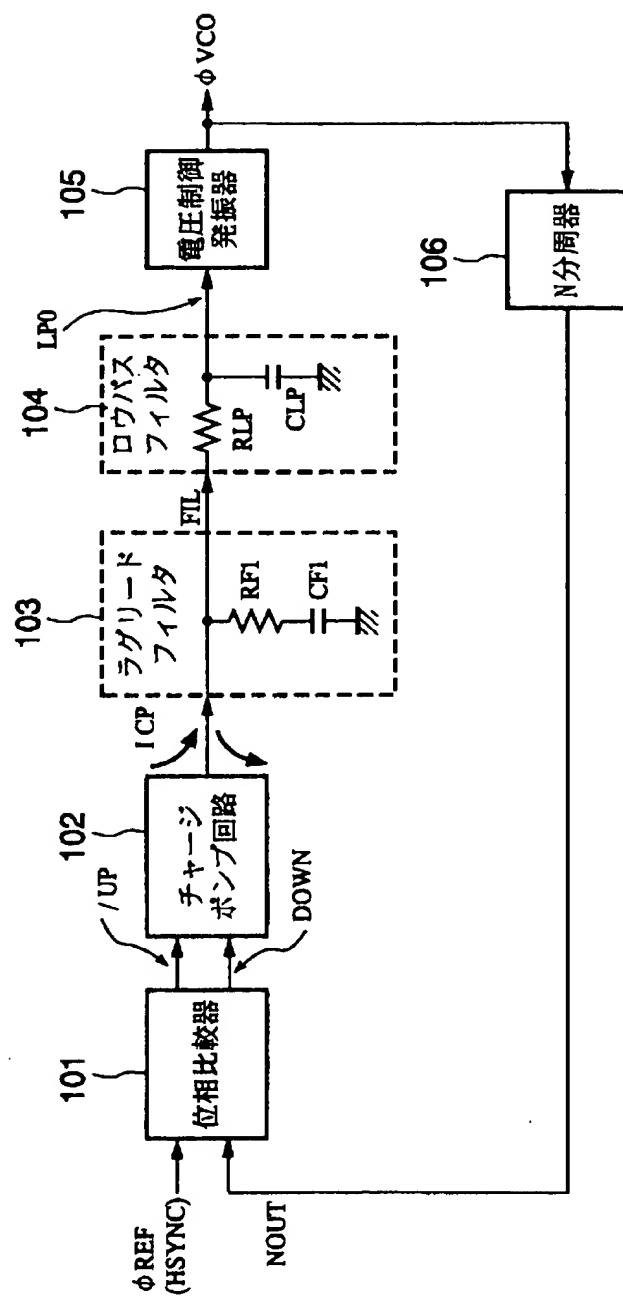 φREF
(HSYNC)
NOUT
101
位相比較器
/UP
DOWN
102
チャージ
ポンプ回路
ICP
103
ラグリード
フィルタ
RF1
CF1
FIL
104
ロウパス
フィルタ
RLP
CLP
LPO
105
電圧制御
発振器
φVCO
106
N分周器